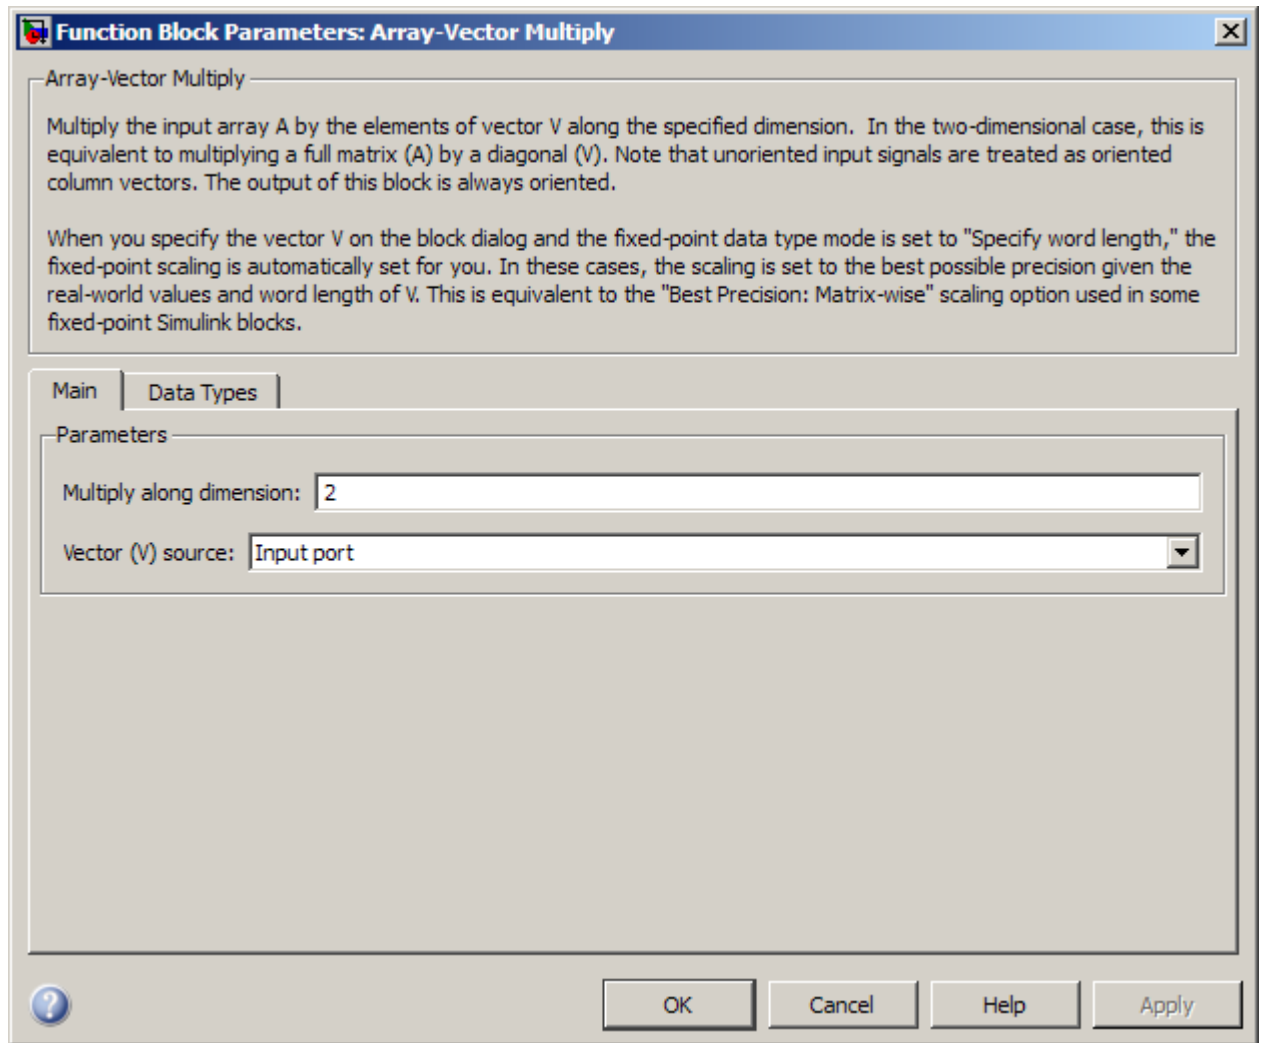 Function Block Parameters: Array-Vector Multiply
Array-Vector Multiply
Multiply the input array A by the elements of vector V along the specified dimension.  In the two-dimensional case, this is
equivalent to multiplying a full matrix (A) by a diagonal (V). Note that unoriented input signals are treated as oriented
column vectors. The output of this block is always oriented.
When you specify the vector V on the block dialog and the fixed-point data type mode is set to "Specify word length," the
fixed-point scaling is automatically set for you. In these cases, the scaling is set to the best possible precision given the
real-world values and word length of V. This is equivalent to the "Best Precision: Matrix-wise" scaling option used in some
fixed-point Simulink blocks.
Main Data Types
Parameters
Multiply along dimension: 2
Vector (V) source: Input port
? OK Cancel Help Apply